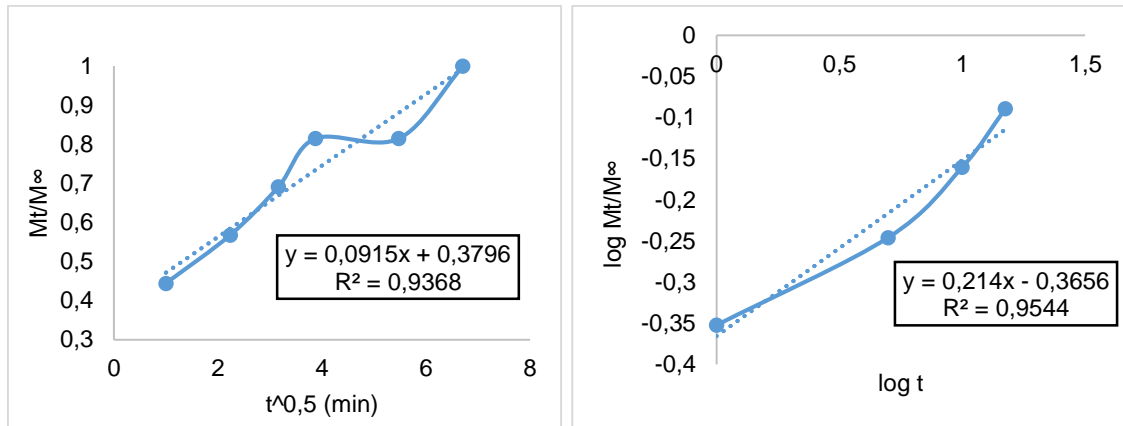 1
0,9
0,8
0,7
0,6
0,5
0,4
0,3
Mt/M∞
y = 0,0915x + 0,3796
R² = 0,9368
0 2 4 6 8
t^0,5 (min)
0
-0,05
-0,1
-0,15
-0,2
-0,25
-0,3
-0,35
-0,4
0 0,5 1 1,5
log Mt/M∞
y = 0,214x - 0,3656
R² = 0,9544
log t